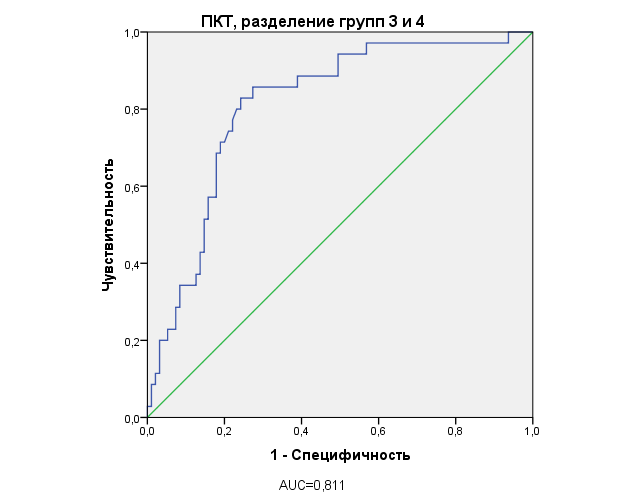 ПКТ, разделение групп 3 и 4
1,0
0,8
0,6
0,4
0,2
0,0
Чувствительность
0,0 0,2 0,4 0,6 0,8 1,0
1 - Специфичность
AUC=0,811